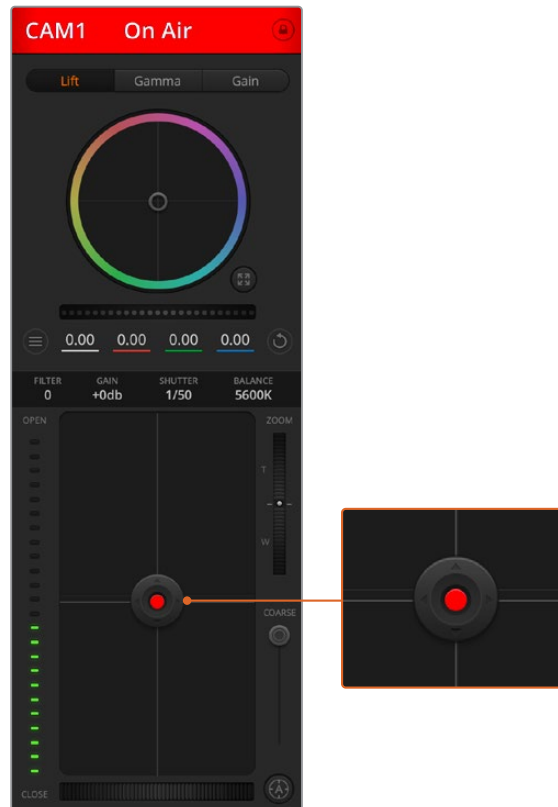 CAM1 On Air
Lift Gamma Gain
0.00 0.00 0.00 0.00
FILTER GAIN SHUTTER BALANCE
0 +0db 1/50 5600K
OPEN ZOOM
T
W
COARSE
CLOSE A